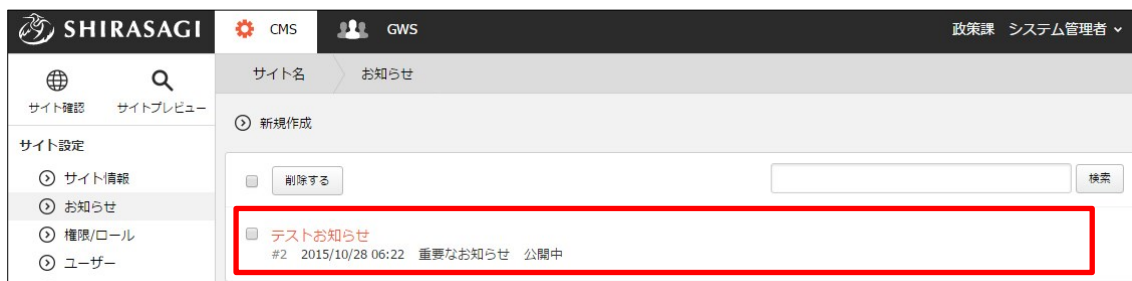 SHIRASAGI
CMS
GWS
政策課 システム管理者
サイト確認
サイトプレビュー
サイト名
お知らせ
新規作成
サイト設定
サイト情報
お知らせ
権限/ロール
ユーザー
削除する
検索
テストお知らせ
#2 2015/10/28 06:22 重要なお知らせ 公開中